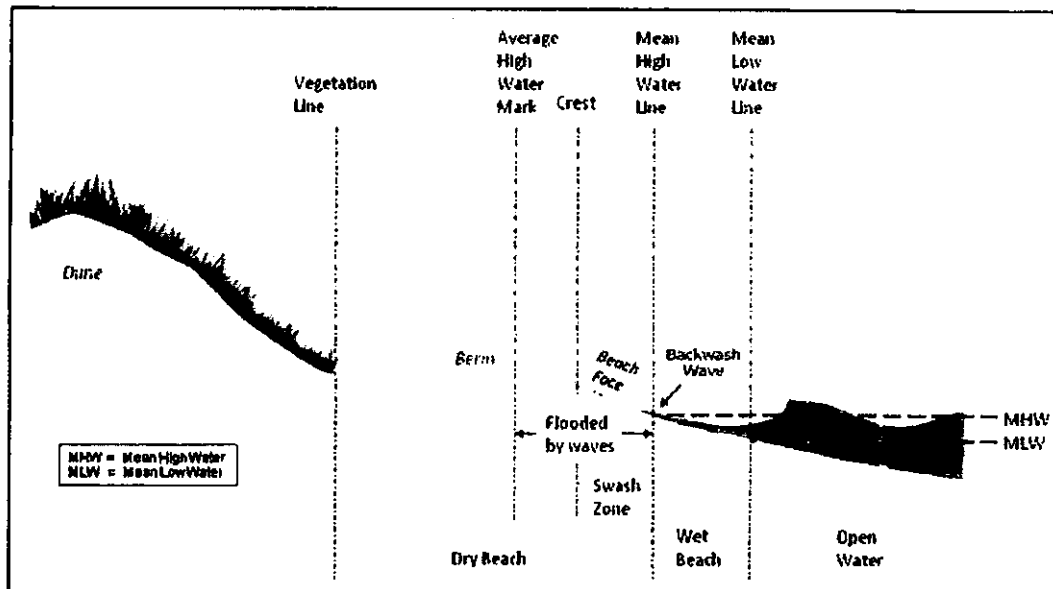 Vegetation
Line
Average
High
Water
Mark
Crest
Mean
High
Water
Line
Mean
Low
Water
Line
Dune
Berm
Beach
Face
Backwash
Wave
Flooded
by waves
MHW
MLW
MHW = Mean High Water
MLW = Mean Low Water
Swash
Zone
Dry Beach
Wet
Beach
Open
Water